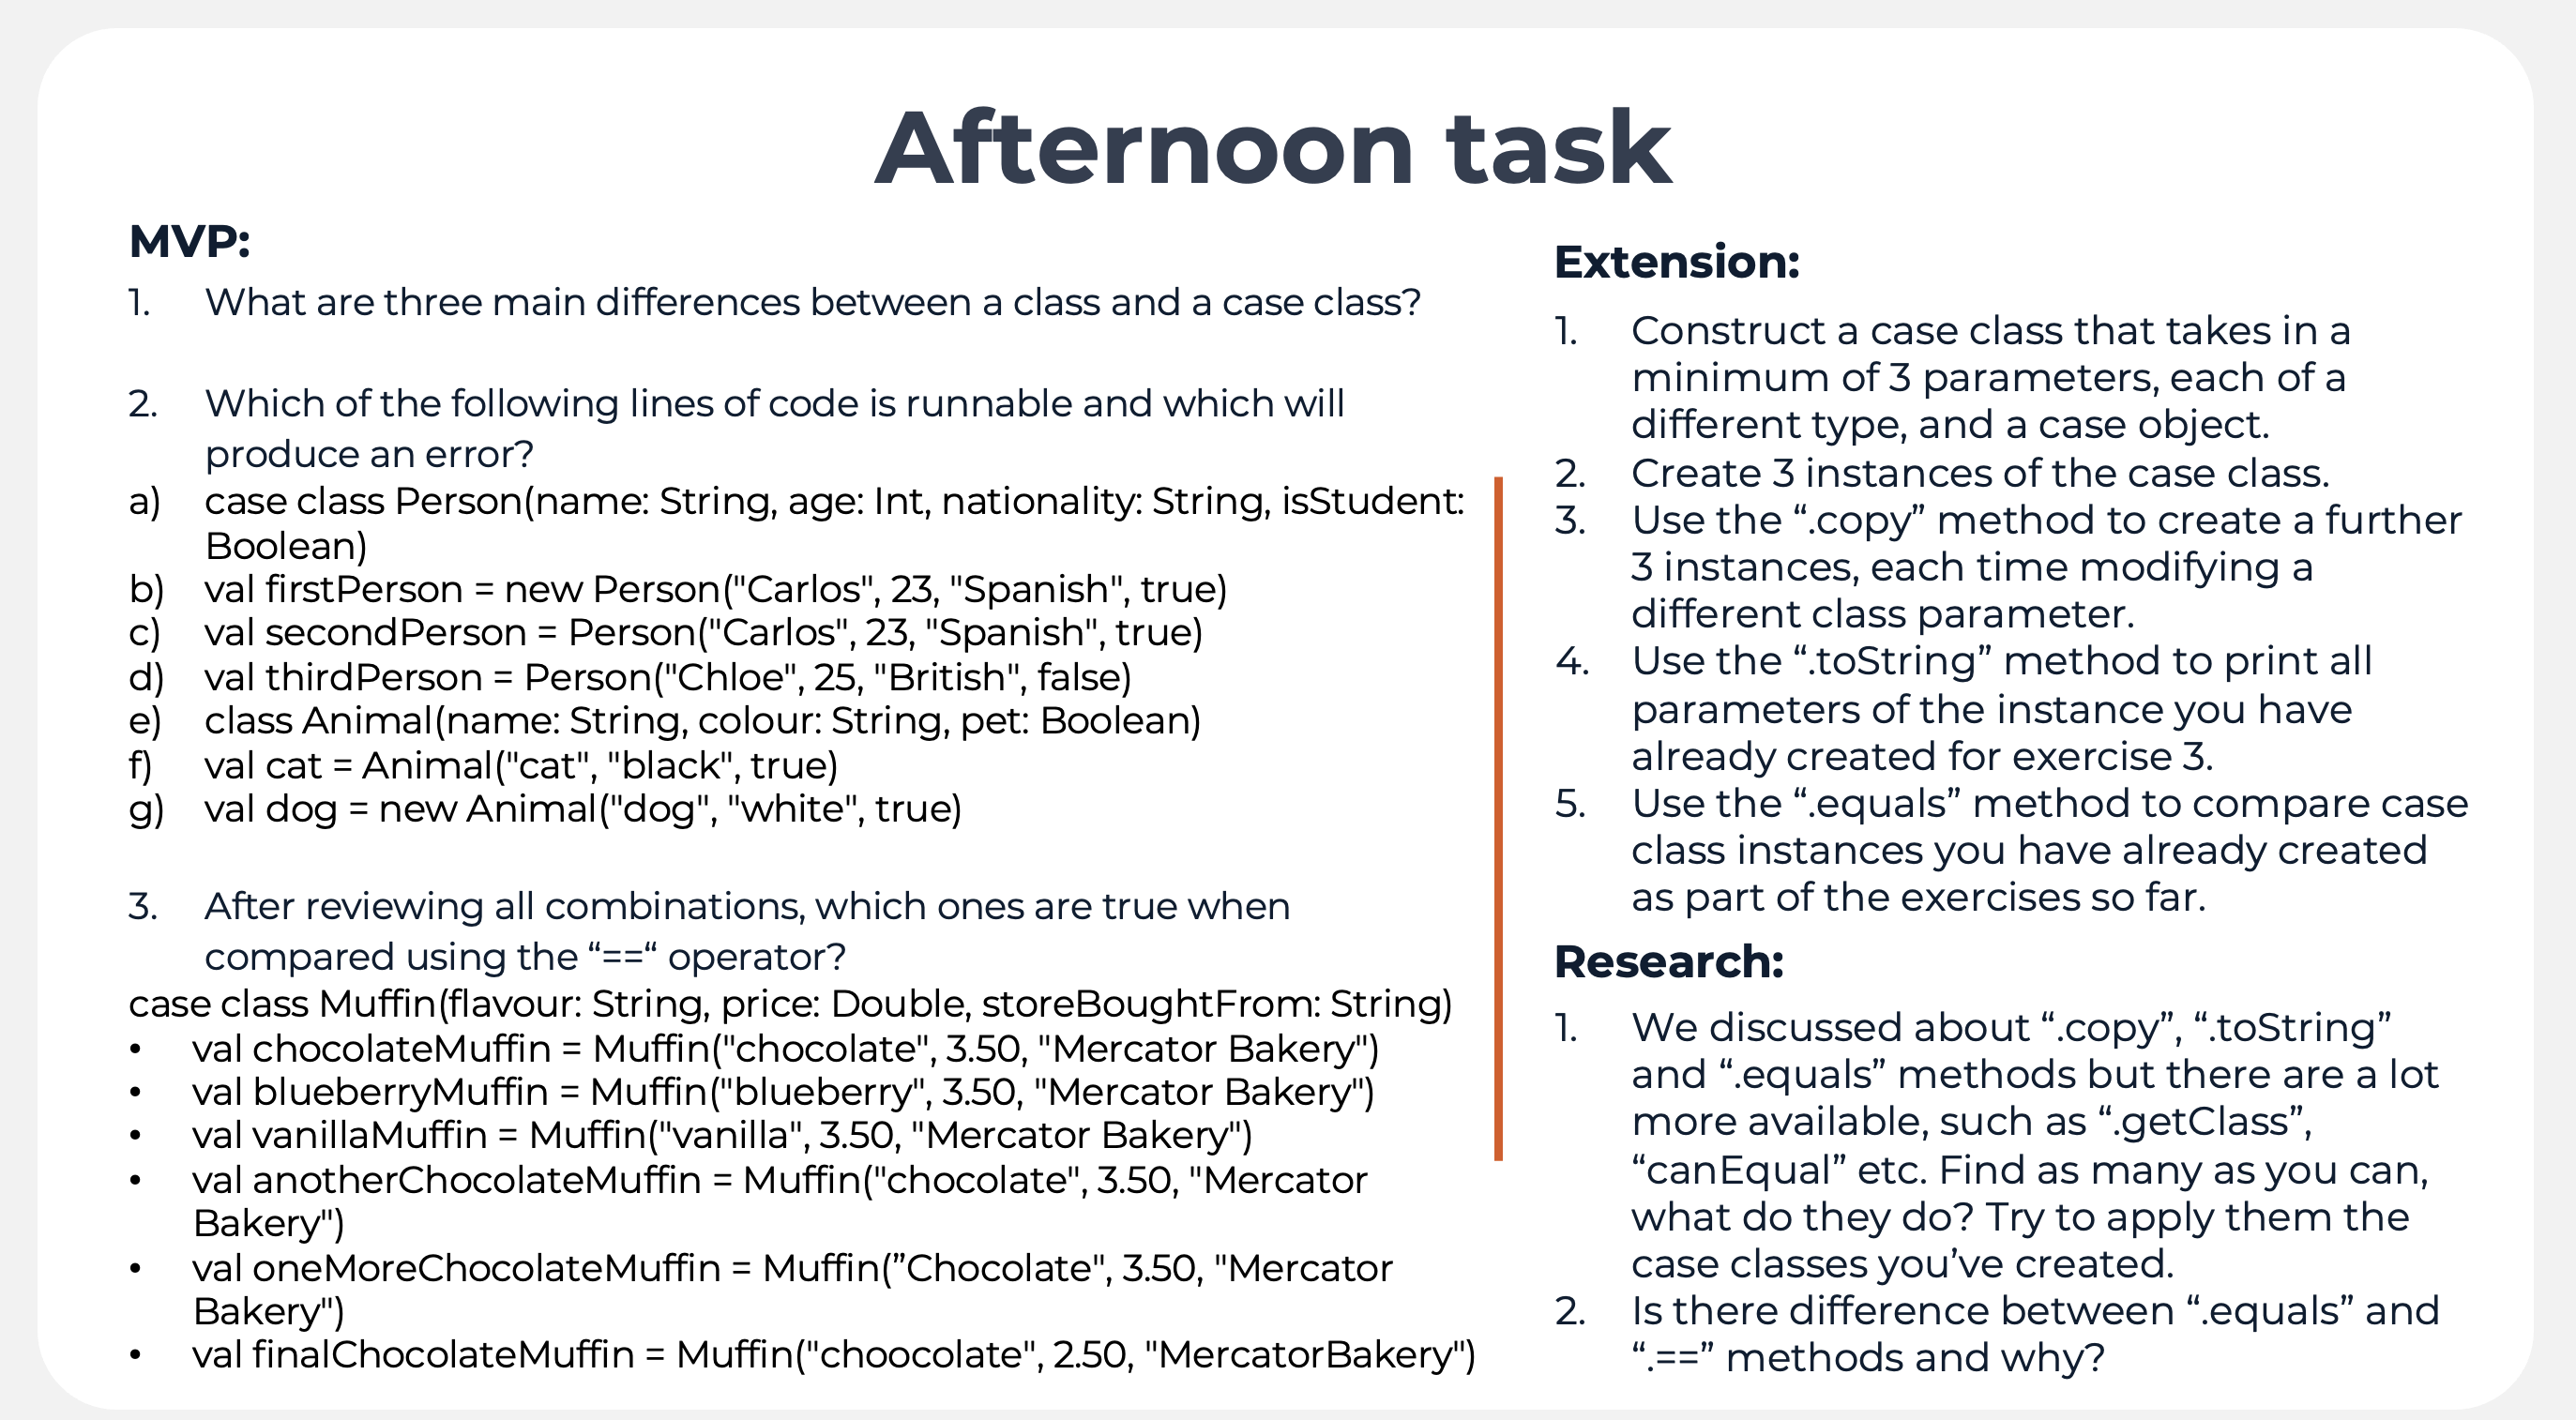 Afternoon task
MVP:
1. What are three main differences between a class and a case class?
2. Which of the following lines of code is runnable and which will
produce an error?
a) case class Person(name: String, age: Int, nationality: String, isStudent:
Boolean)
b) val firstPerson = new Person("Carlos", 23, "Spanish", true)
c) val secondPerson = Person("Carlos", 23, "Spanish", true)
d) val thirdPerson = Person("Chloe", 25, "British", false)
e) class Animal(name: String, colour: String, pet: Boolean)
f) val cat = Animal("cat", "black", true)
g) val dog = new Animal("dog", "white", true)
3. After reviewing all combinations, which ones are true when
compared using the “==“ operator?
case class Muffin(flavour: String, price: Double, storeBoughtFrom: String)
• val chocolateMuffin = Muffin("chocolate", 3.50, "Mercator Bakery")
• val blueberryMuffin = Muffin("blueberry", 3.50, "Mercator Bakery")
• val vanillaMuffin = Muffin("vanilla", 3.50, "Mercator Bakery")
• val anotherChocolateMuffin = Muffin("chocolate", 3.50, "Mercator
Bakery")
• val oneMoreChocolateMuffin = Muffin(”Chocolate", 3.50, "Mercator
Bakery")
• val finalChocolateMuffin = Muffin("choocolate", 2.50, "MercatorBakery")
Extension:
1. Construct a case class that takes in a
minimum of 3 parameters, each of a
different type, and a case object.
2. Create 3 instances of the case class.
3. Use the “.copy” method to create a further
3 instances, each time modifying a
different class parameter.
4. Use the “.toString” method to print all
parameters of the instance you have
already created for exercise 3.
5. Use the “.equals” method to compare case
class instances you have already created
as part of the exercises so far.
Research:
1. We discussed about “.copy”, “.toString”
and “.equals” methods but there are a lot
more available, such as “.getClass”,
“canEqual” etc. Find as many as you can,
what do they do? Try to apply them the
case classes you’ve created.
2. Is there difference between “.equals” and
“.==” methods and why?